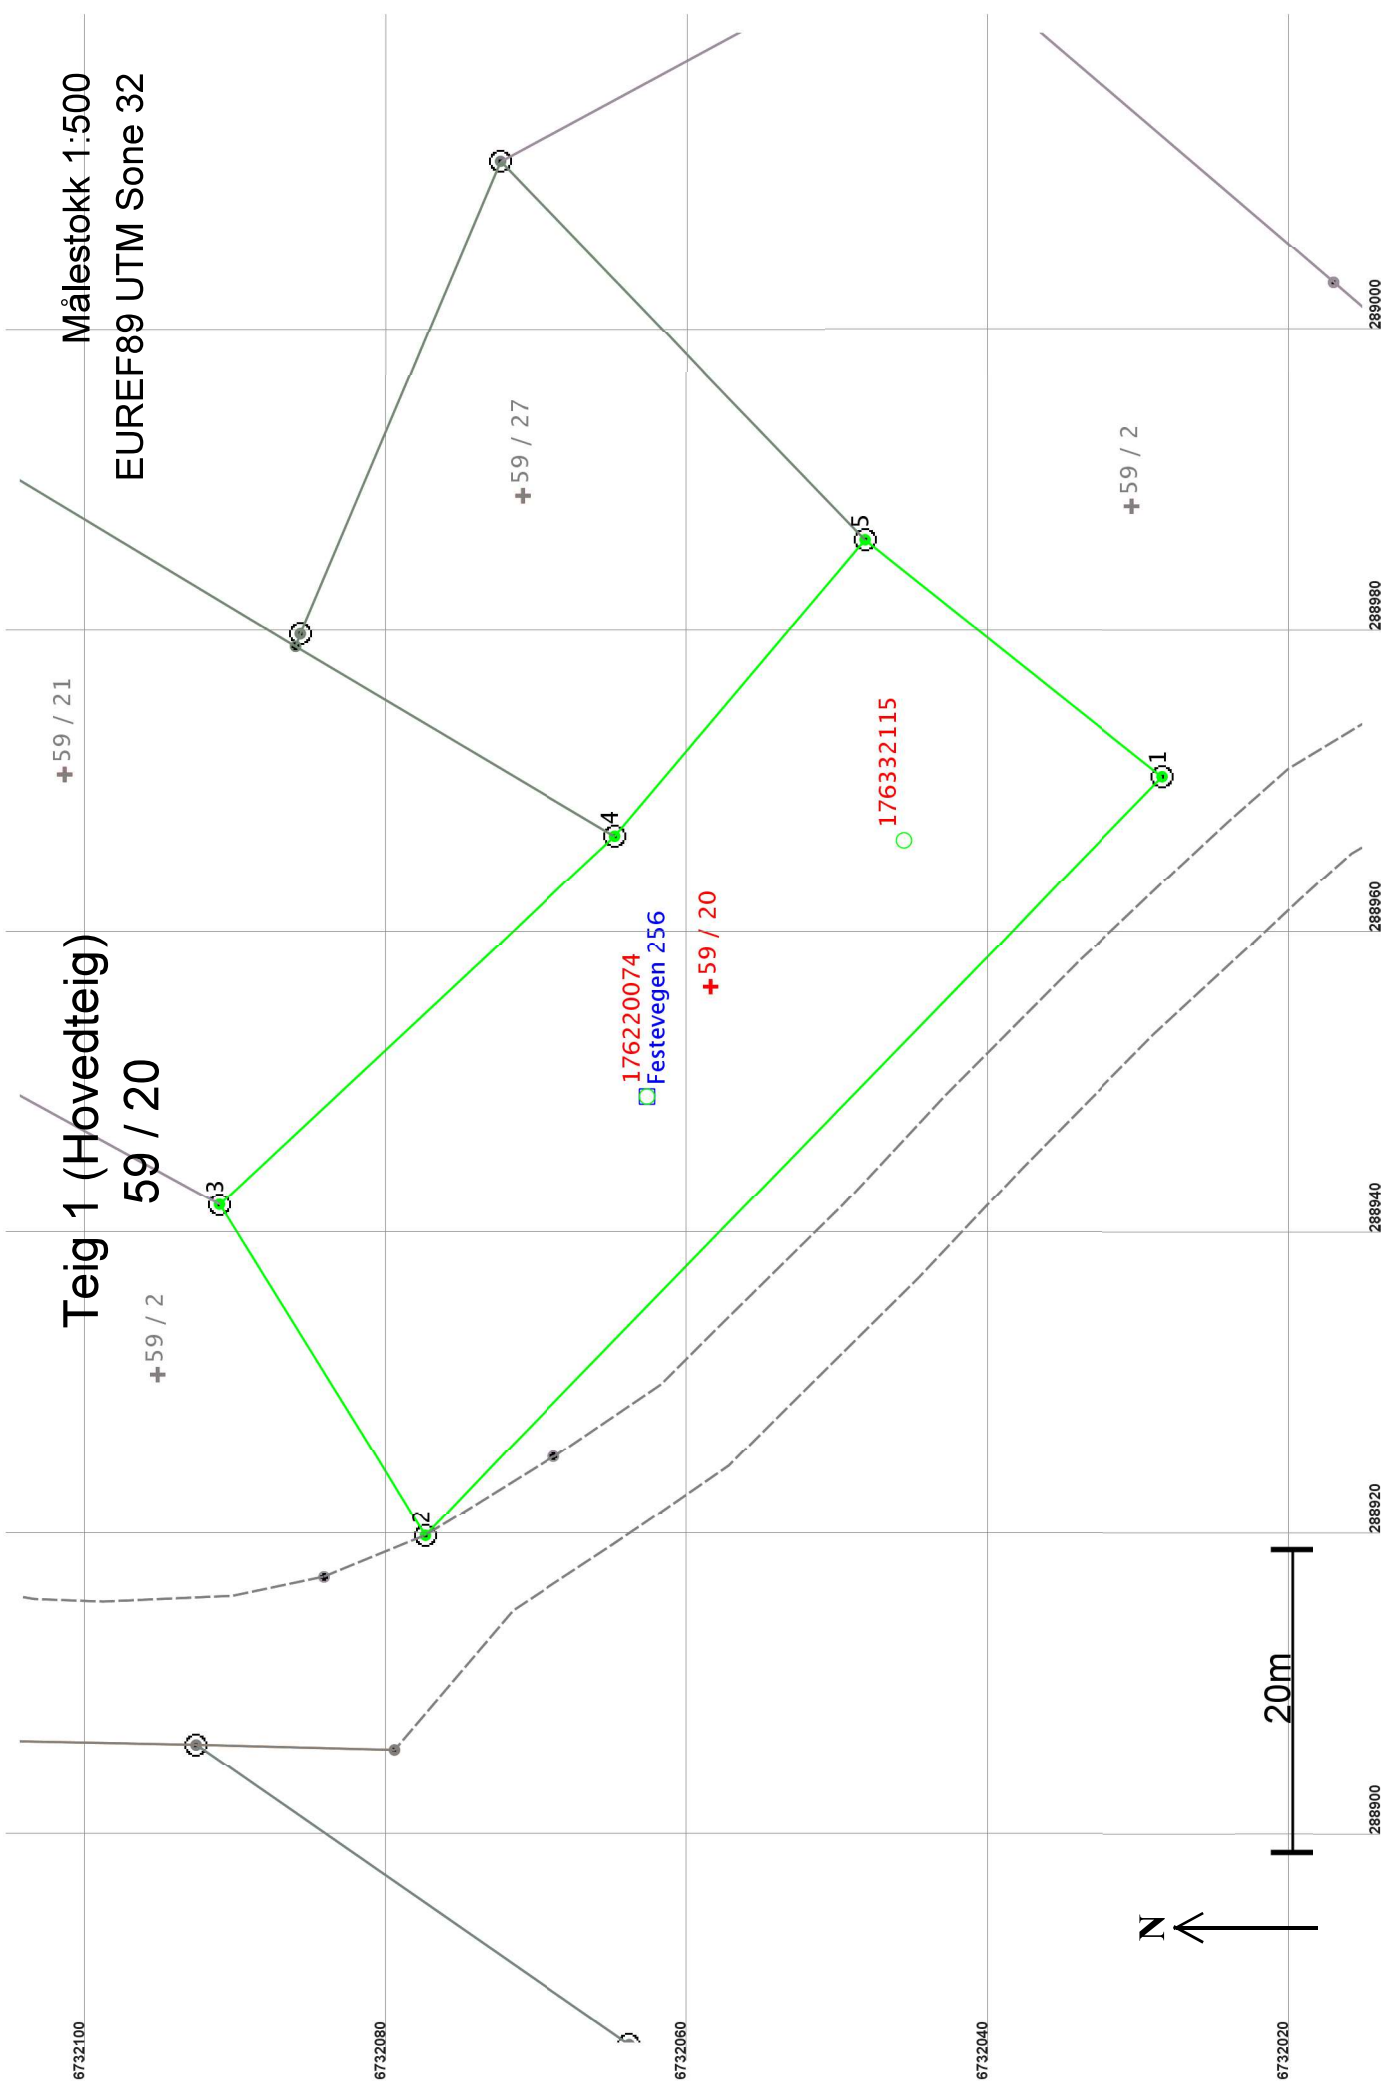 Teig 1 (Hovedteig)
59 / 20
Målestokk 1:500
EUREF89 UTM Sone 32
59 / 2
3
59 / 21
2
176220074
Festevegen 256
4
59 / 20
176332115
59 / 27
5
1
59 / 2
6732100
6732080
6732060
6732040
6732020
N
20m
288900
288920
288940
288960
288980
289000